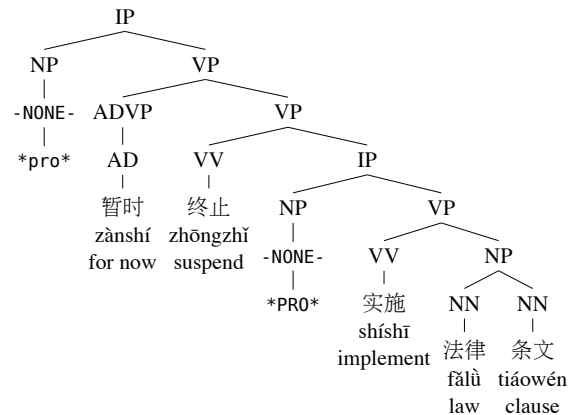 IP
NP VP
-NONE- ADVP VP
*pro* AD VV IP
暂时 终止 NP VP
zànshí zhōngzhǐ -NONE- VV NP
for now suspend *PRO* 实施 NN NN
shíshī 法律 条文
implement fǎlǜ tiáowén
law clause